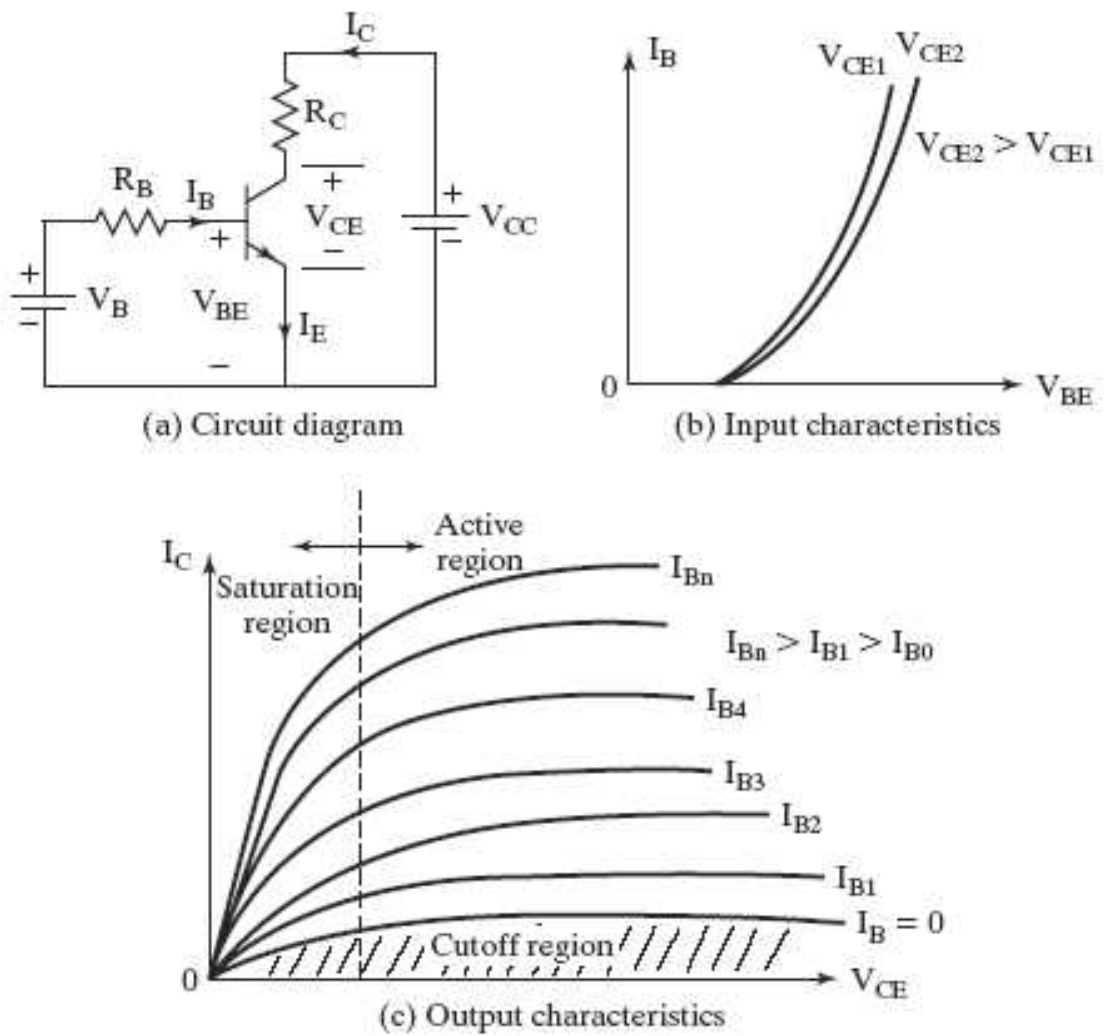 I_C
R_C
R_B
I_B
+
V_CE
−
+
V_CC
−
+
V_B
−
+
V_BE
−
I_E
(a) Circuit diagram
I_B
V_CE1
V_CE2
V_CE2 > V_CE1
0
V_BE
(b) Input characteristics
I_C
Saturation
region
Active
region
I_Bn
I_Bn > I_B1 > I_B0
I_B4
I_B3
I_B2
I_B1
I_B = 0
Cutoff region
0
V_CE
(c) Output characteristics